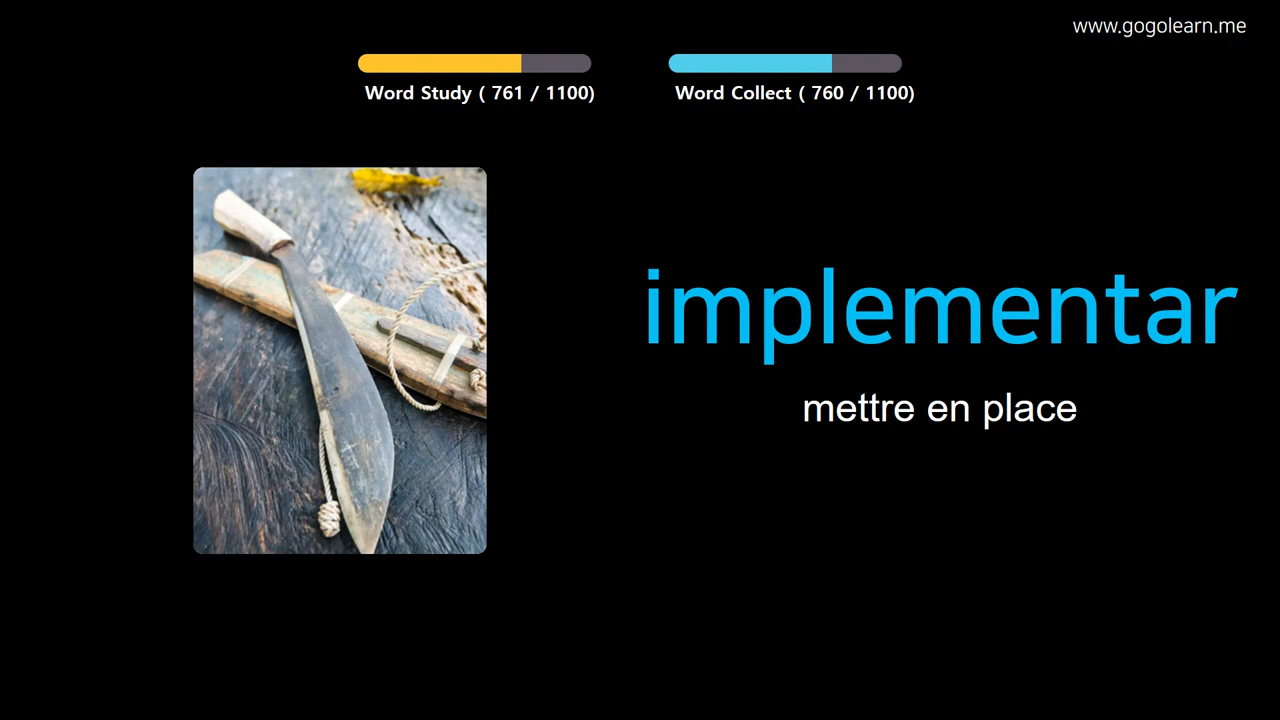 www.gogolearn.me
Word Study ( 761 / 1100)
Word Collect ( 760 / 1100)
implementar
mettre en place